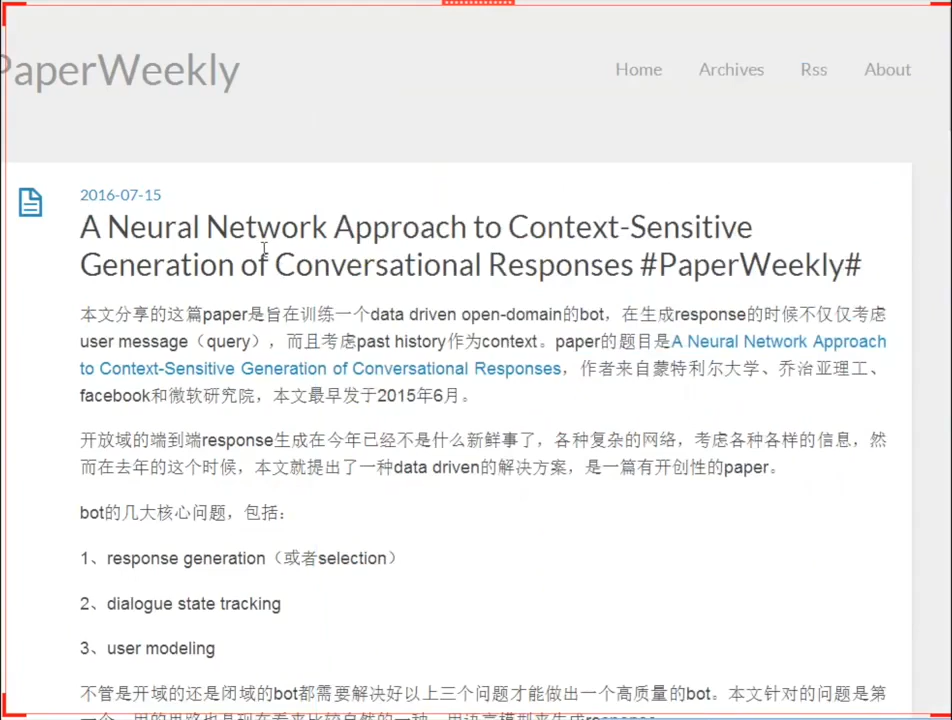 PaperWeekly
Home Archives Rss About
2016-07-15
A Neural Network Approach to Context-Sensitive
Generation of Conversational Responses #PaperWeekly#
本文分享的这篇paper是旨在训练一个data driven open-domain的bot，在生成response的时候不仅仅考虑
user message（query），而且考虑past history作为context。paper的题目是A Neural Network Approach
to Context-Sensitive Generation of Conversational Responses，作者来自蒙特利尔大学、乔治亚理工、
facebook和微软研究院，本文最早发于2015年6月。
开放域的端到端response生成在今年已经不是什么新鲜事了，各种复杂的网络，考虑各种各样的信息，然
而在去年的这个时候，本文就提出了一种data driven的解决方案，是一篇有开创性的paper。
bot的几大核心问题，包括：
1、response generation（或者selection）
2、dialogue state tracking
3、user modeling
不管是开域的还是闭域的bot都需要解决好以上三个问题才能做出一个高质量的bot。本文针对的问题是第